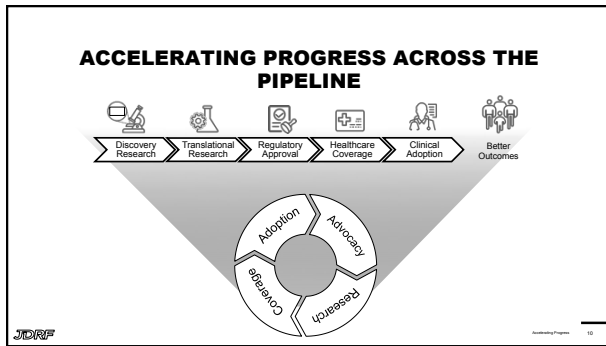 ACCELERATING PROGRESS ACROSS THE
PIPELINE
Discovery
Research
Translational
Research
Regulatory
Approval
Healthcare
Coverage
Clinical
Adoption
Better
Outcomes
Adoption
Advocacy
Coverage
Research
JDRF
Accelerating Progress
10